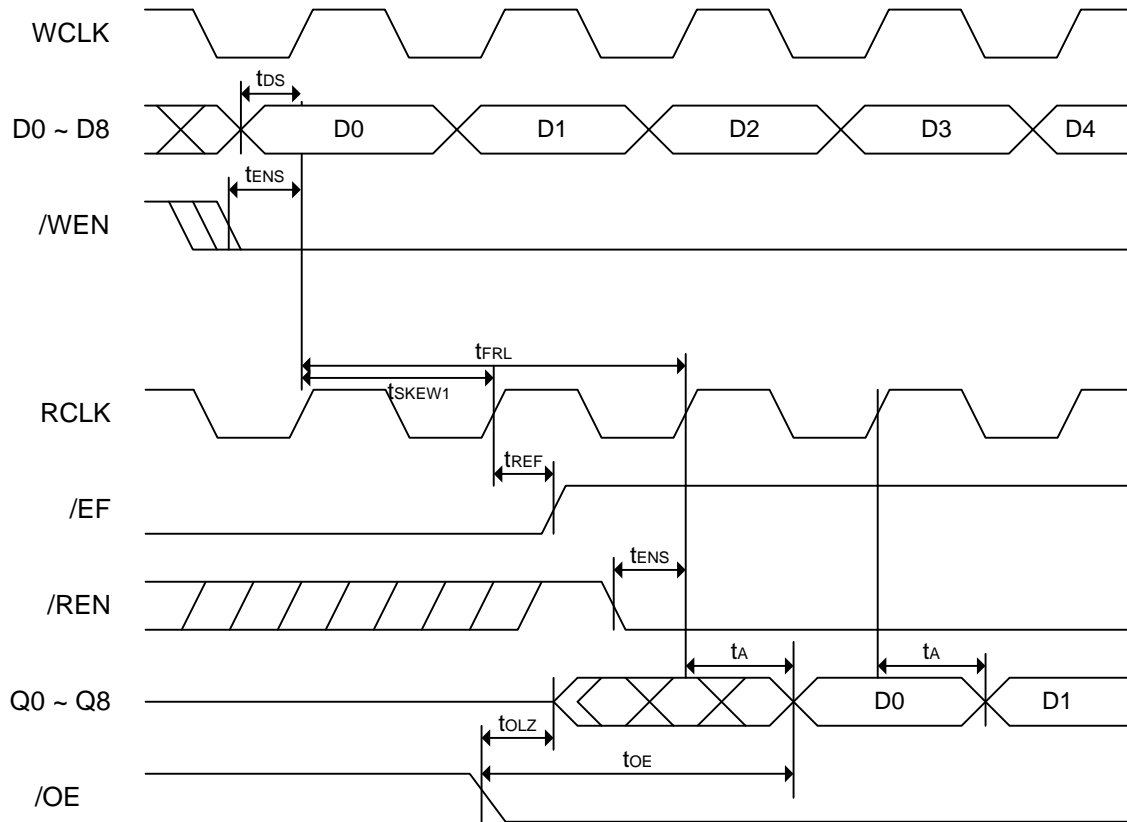 WCLK
tDS
D0 ~ D8 D0 D1 D2 D3 D4
tENS
/WEN
tFRL
tSKEW1
RCLK
tREF
/EF
tENS
/REN
tA tA
Q0 ~ Q8 D0 D1
tOLZ
tOE
/OE